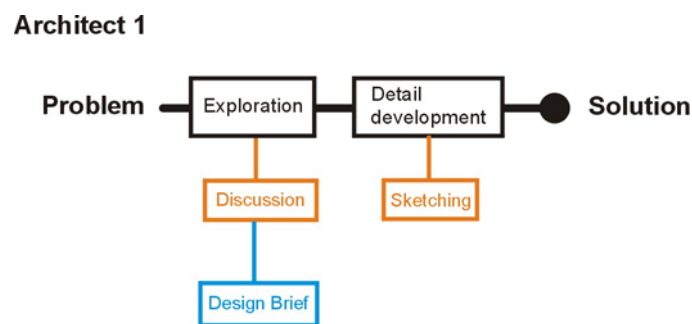 Architect 1
Problem
Exploration
Detail
development
Solution
Discussion
Sketching
Design Brief